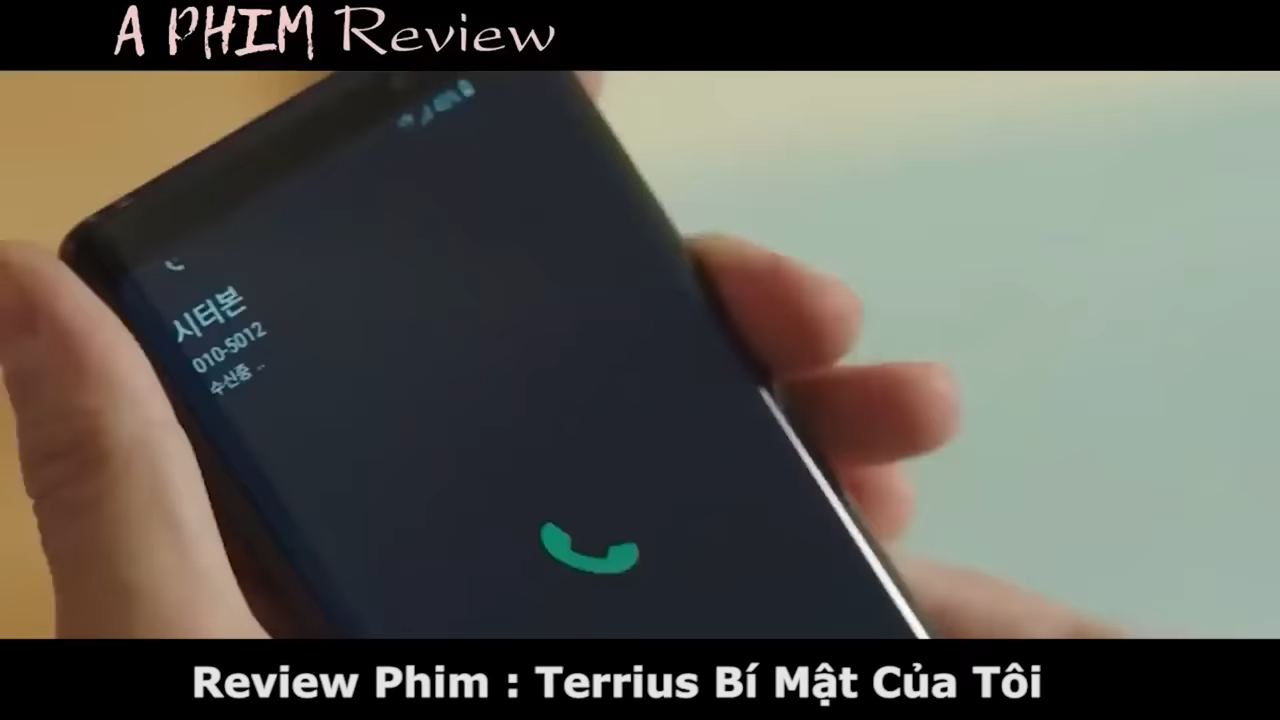 A PHIM Review
시터본
010-5012
수신중 ..
Review Phim : Terrius Bí Mật Của Tôi